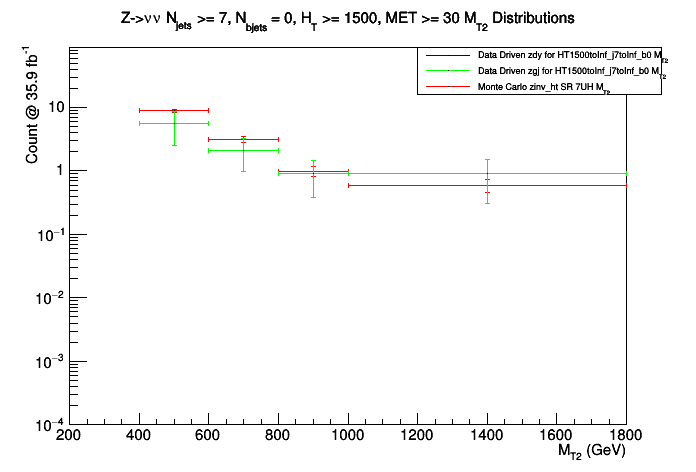 Z->νν N_jets >= 7, N_bjets = 0, H_T >= 1500, MET >= 30 M_T2 Distributions
Data Driven zdy for HT1500toInf_j7toInf_b0 M_T2
Data Driven zgj for HT1500toInf_j7toInf_b0 M_T2
Monte Carlo zinv_ht SR 7UH M_T2
Count @ 35.9 fb^-1
10
1
10^-1
10^-2
10^-3
10^-4
200 400 600 800 1000 1200 1400 1600 1800
M_T2 (GeV)